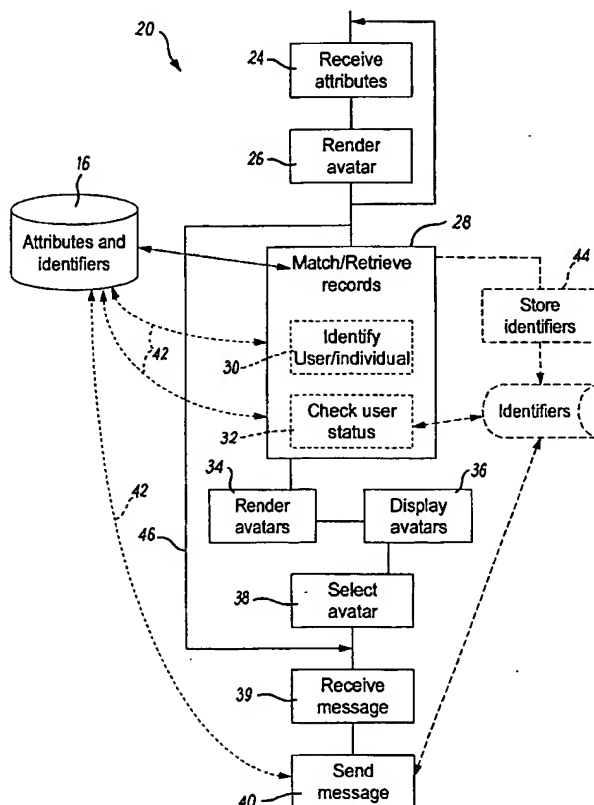 20
24
Receive
attributes
26
Render
avatar
16
Attributes and
identifiers
28
Match/Retrieve
records
44
Store
identifiers
42
30
Identify
User/individual
32
Check user
status
Identifiers
42
46
34
Render
avatars
36
Display
avatars
38
Select
avatar
39
Receive
message
40
Send
message